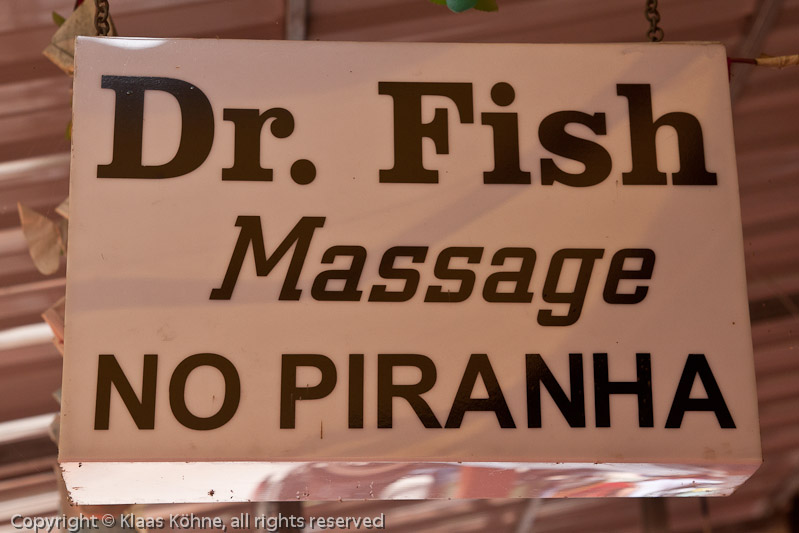 Dr. Fish
Massage
NO PIRANHA
Copyright © Klaas Köhne, all rights reserved